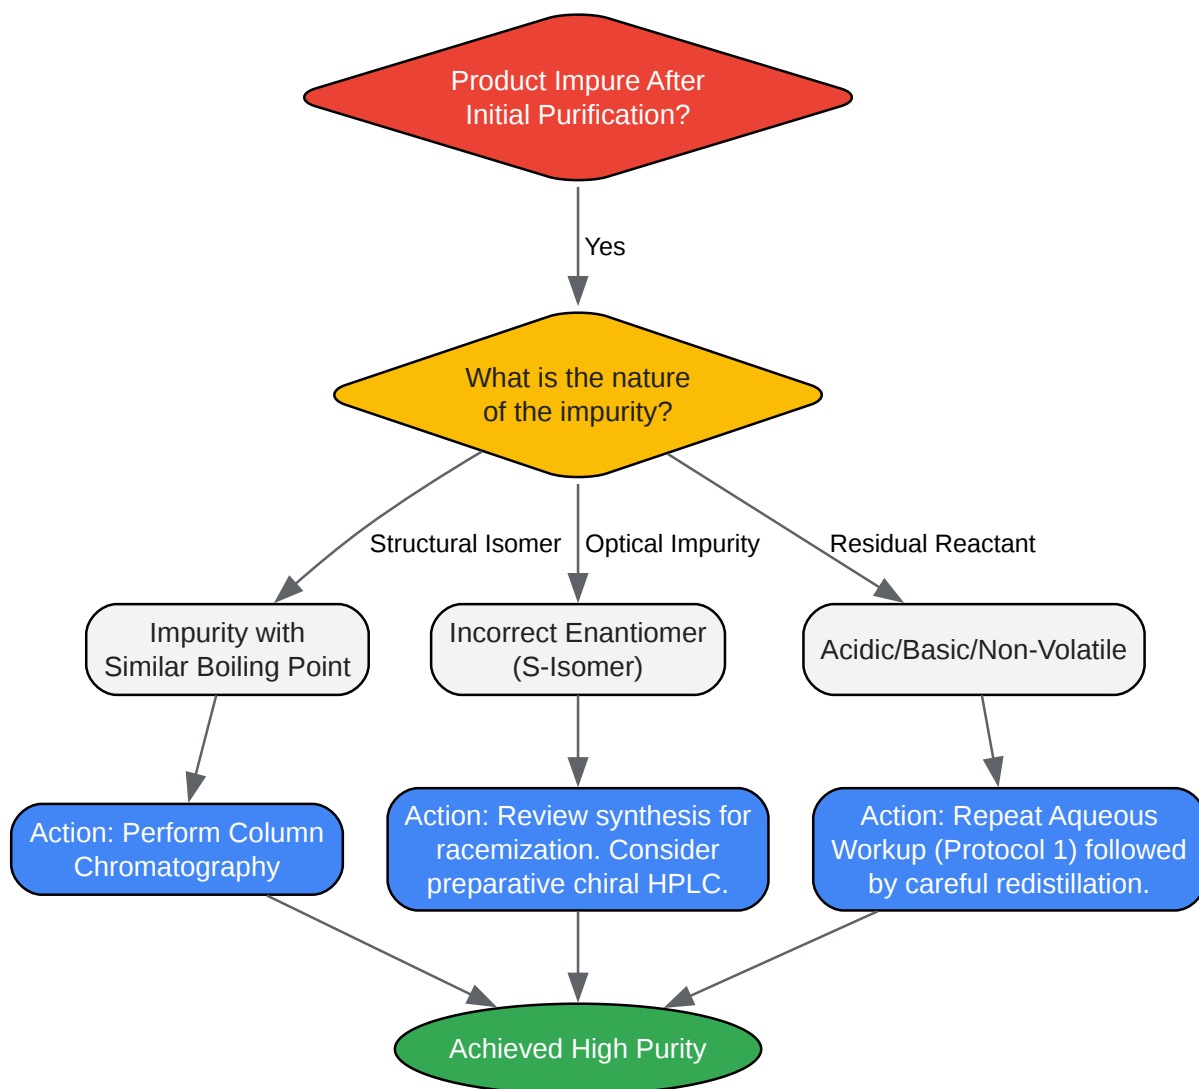 Product Impure After
Initial Purification?
Yes
What is the nature
of the impurity?
Structural Isomer
Optical Impurity
Residual Reactant
Impurity with
Similar Boiling Point
Incorrect Enantiomer
(S-Isomer)
Acidic/Basic/Non-Volatile
Action: Perform Column
Chromatography
Action: Review synthesis for
racemization. Consider
preparative chiral HPLC.
Action: Repeat Aqueous
Workup (Protocol 1) followed
by careful redistillation.
Achieved High Purity